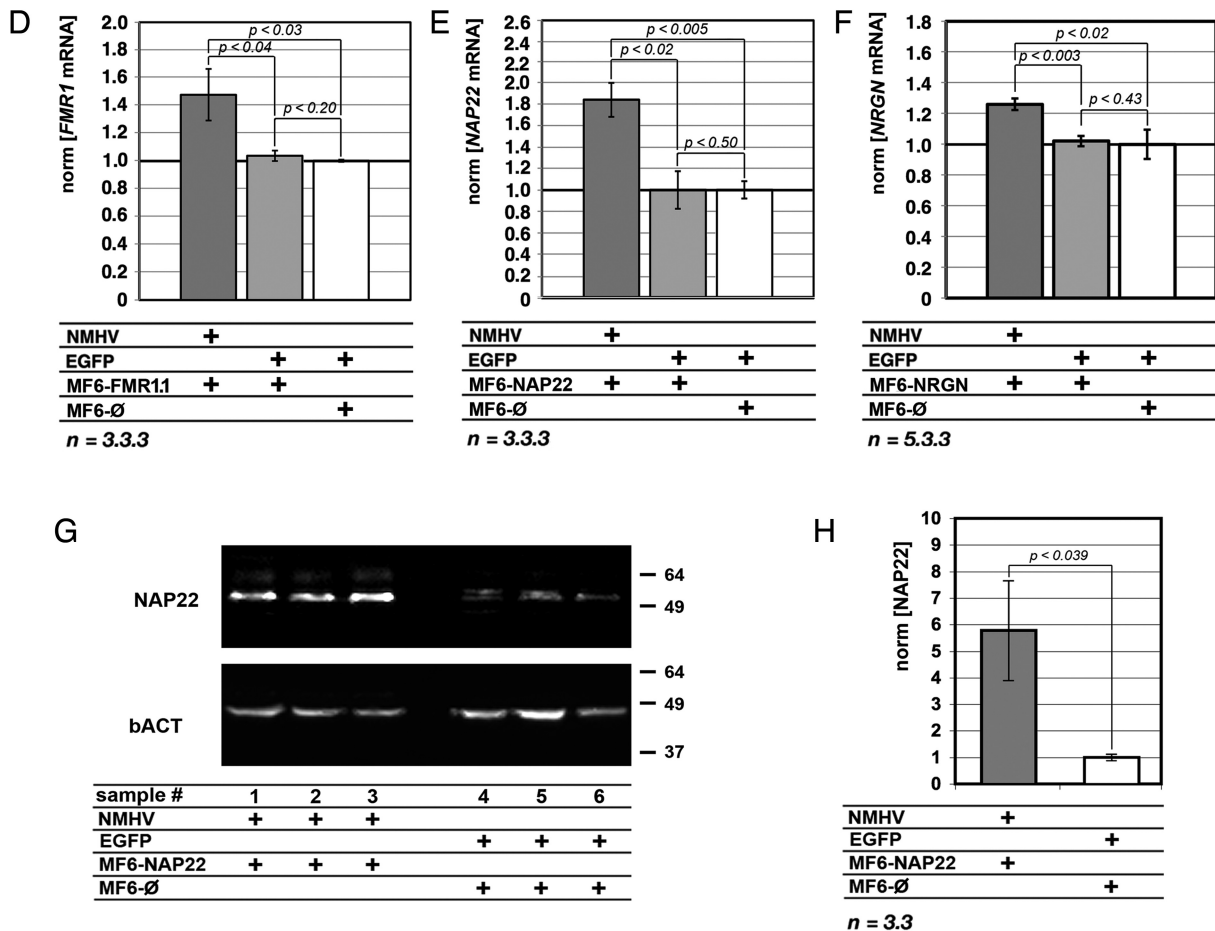 D
norm [FMR1 mRNA]
2.0
1.8
1.6
1.4
1.2
1.0
0.8
0.6
0.4
0.2
0
p < 0.03
p < 0.04
p < 0.20
NMHV +
EGFP + +
MF6-FMR1.1 + +
MF6-Ø +
n = 3.3.3
E
norm [NAP22 mRNA]
2.6
2.4
2.2
2.0
1.8
1.6
1.4
1.2
1.0
0.8
0.6
0.4
0.2
0
p < 0.005
p < 0.02
p < 0.50
NMHV +
EGFP + +
MF6-NAP22 + +
MF6-Ø +
n = 3.3.3
F
norm [NRGN mRNA]
1.8
1.6
1.4
1.2
1.0
0.8
0.6
0.4
0.2
0
p < 0.02
p < 0.003
p < 0.43
NMHV +
EGFP + +
MF6-NRGN + +
MF6-Ø +
n = 5.3.3
G
NAP22
64
49
bACT
64
49
37
sample # 1 2 3 4 5 6
NMHV + + +
EGFP + + +
MF6-NAP22 + + +
MF6-Ø + + +
H
norm [NAP22]
10
9
8
7
6
5
4
3
2
1
0
p < 0.039
NMHV +
EGFP +
MF6-NAP22 +
MF6-Ø +
n = 3.3